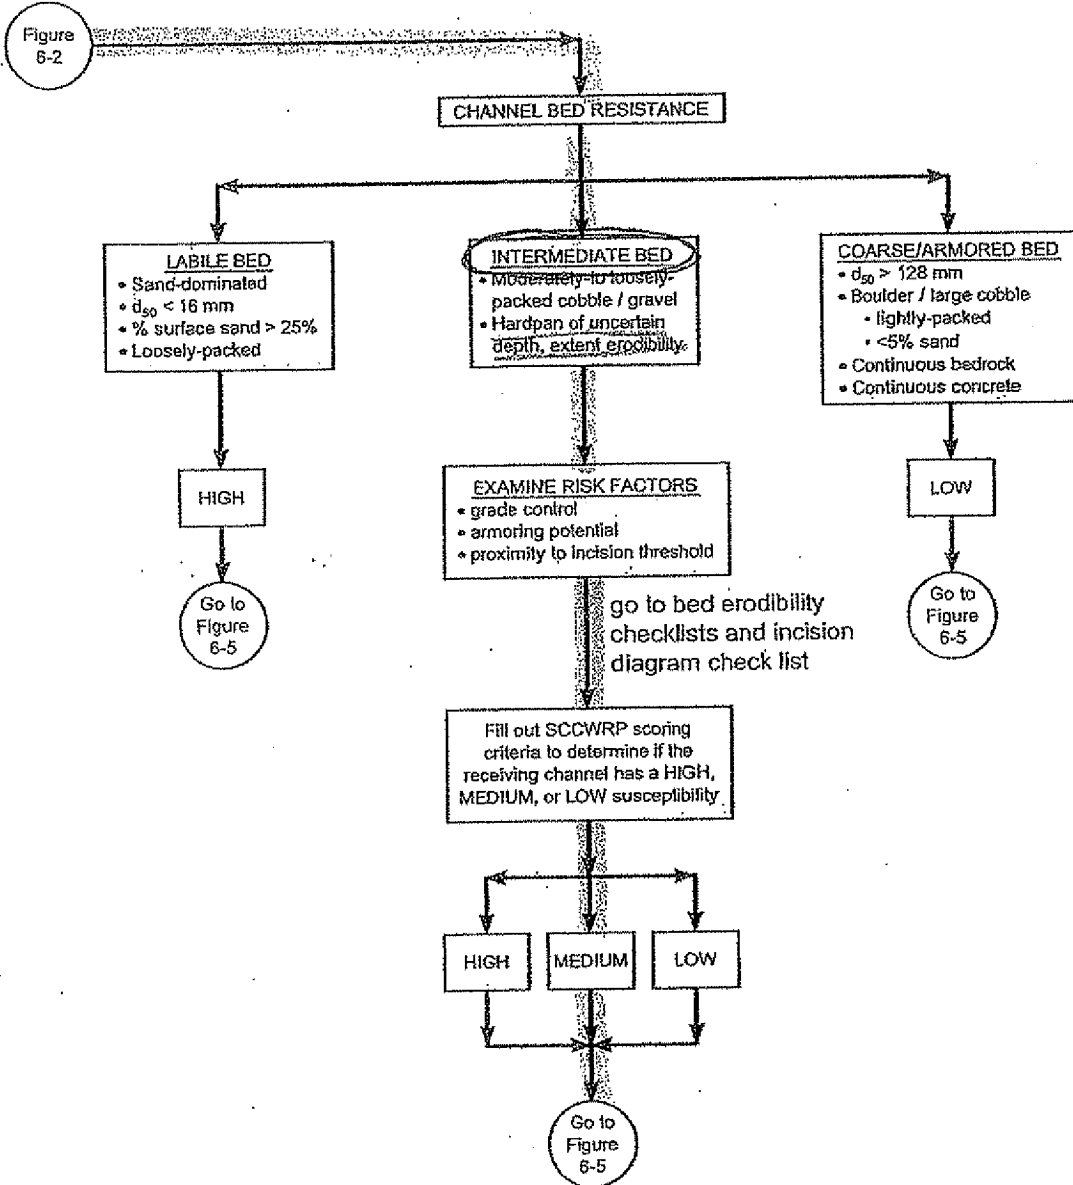 Figure
6-2
CHANNEL BED RESISTANCE
LABILE BED
• Sand-dominated
• d50 < 16 mm
• % surface sand > 25%
• Loosely-packed
INTERMEDIATE BED
• Moderately-to loosely-
packed cobble / gravel
• Hardpan of uncertain
depth, extent erodibility
COARSE/ARMORED BED
• d50 > 128 mm
• Boulder / large cobble
• tightly-packed
• <5% sand
• Continuous bedrock
• Continuous concrete
HIGH
EXAMINE RISK FACTORS
• grade control
• armoring potential
• proximity to incision threshold
LOW
Go to
Figure
6-5
go to bed erodibility
checklists and incision
diagram check list
Go to
Figure
6-5
Fill out SCCWRP scoring
criteria to determine if the
receiving channel has a HIGH,
MEDIUM, or LOW susceptibility
HIGH
MEDIUM
LOW
Go to
Figure
6-5